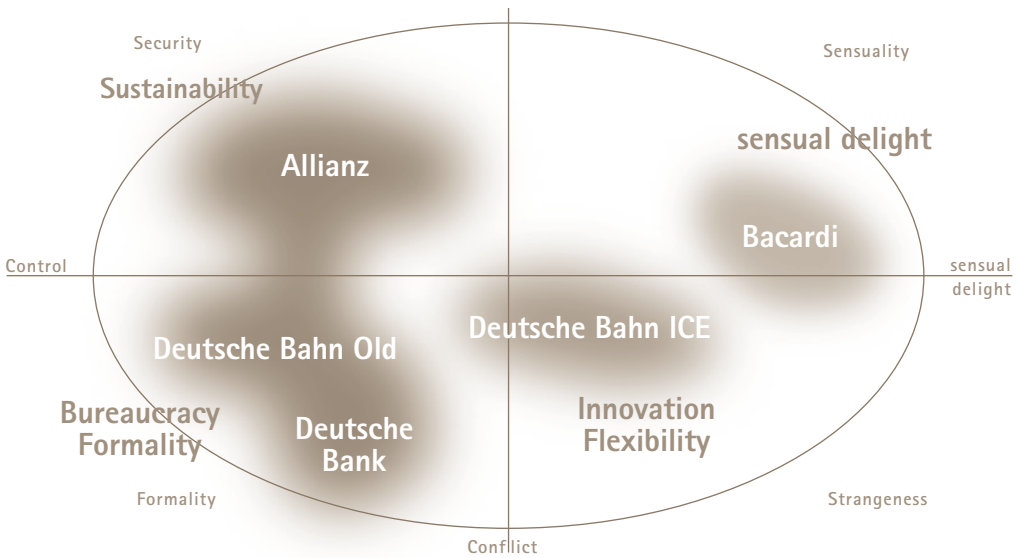 Security
Sensuality
Sustainability
sensual delight
Allianz
Bacardi
Control
sensual
delight
Deutsche Bahn ICE
Deutsche Bahn Old
Bureaucracy
Formality
Innovation
Flexibility
Deutsche
Bank
Formality
Strangeness
Conflict